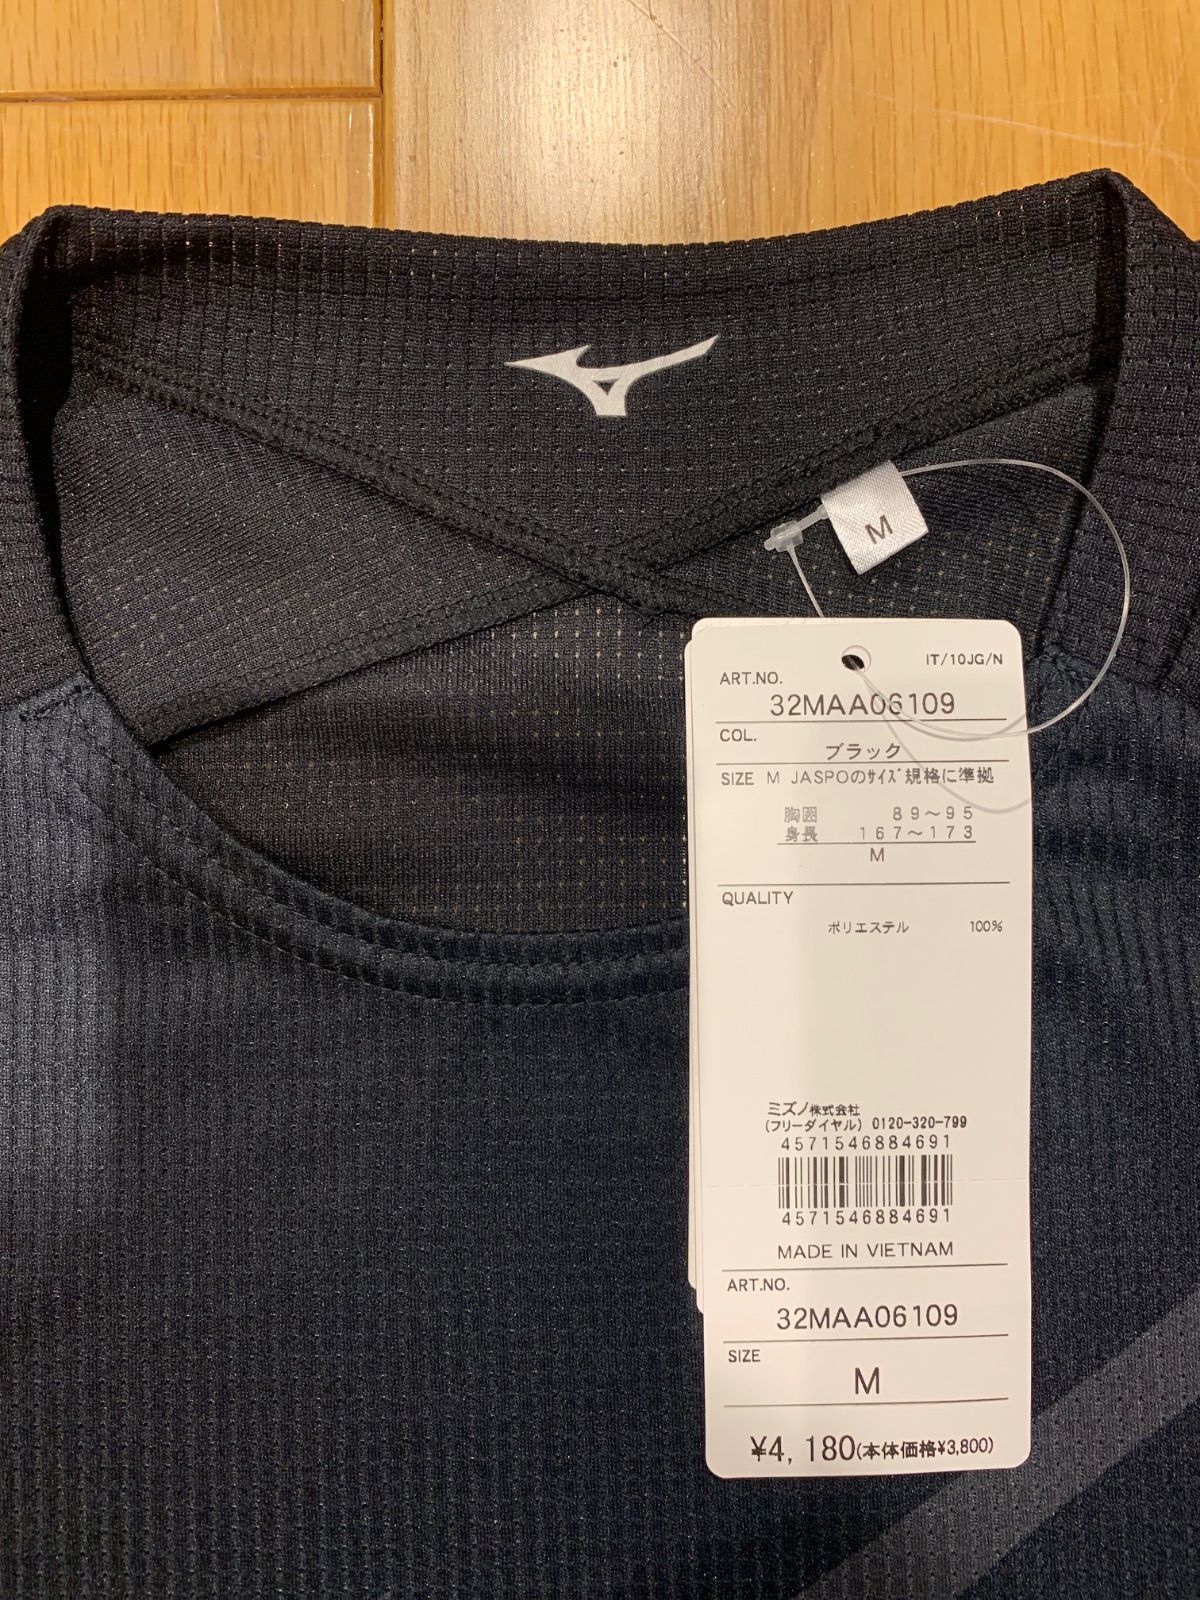 M
IT/10JG/N
ART.NO.
32MAA06109
COL.
ブラック
SIZE M JASPOのｻｲｽﾞ規格に準拠
胸囲 89～95
身長 167～173
M
QUALITY
ポリエステル 100%
ミズノ株式会社
(フリーダイヤル) 0120-320-799
4571546884691
4571546884691
MADE IN VIETNAM
ART.NO.
32MAA06109
SIZE
M
¥4,180(本体価格¥3,800)